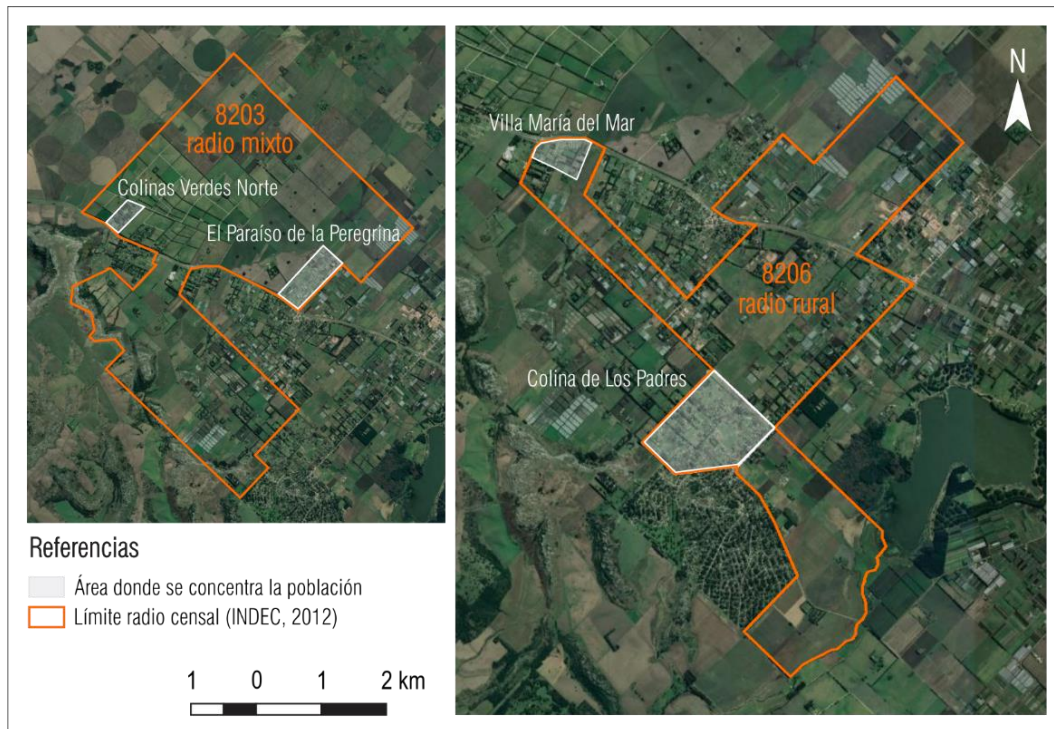 8203
radio mixto
Colinas Verdes Norte
El Paraíso de la Peregrina
N
Villa María del Mar
8206
radio rural
Colina de Los Padres
Referencias
Área donde se concentra la población
Límite radio censal (INDEC, 2012)
1 0 1 2 km